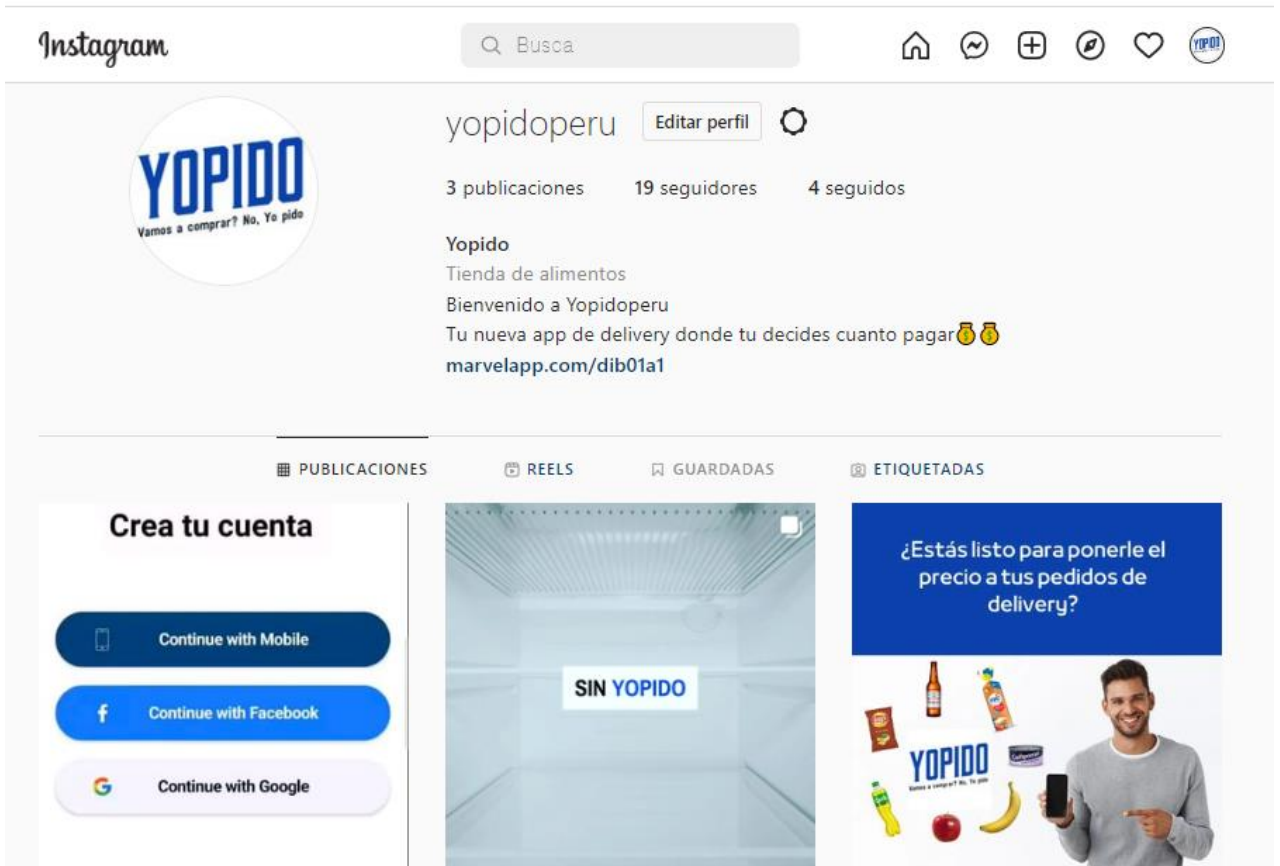 Instagram
Busca
YOPIDO
YOPIDO
Vamos a comprar? No, Yo pido
yopidoperu
Editar perfil
3 publicaciones 19 seguidores 4 seguidos
Yopido
Tienda de alimentos
Bienvenido a Yopidoperu
Tu nueva app de delivery donde tu decides cuanto pagar
marvelapp.com/dib01a1
PUBLICACIONES REELS GUARDADAS ETIQUETADAS
Crea tu cuenta
Continue with Mobile
f Continue with Facebook
G Continue with Google
SIN YOPIDO
¿Estás listo para ponerle el
precio a tus pedidos de
delivery?
YOPIDO
Vamos a comprar? No, Yo pido